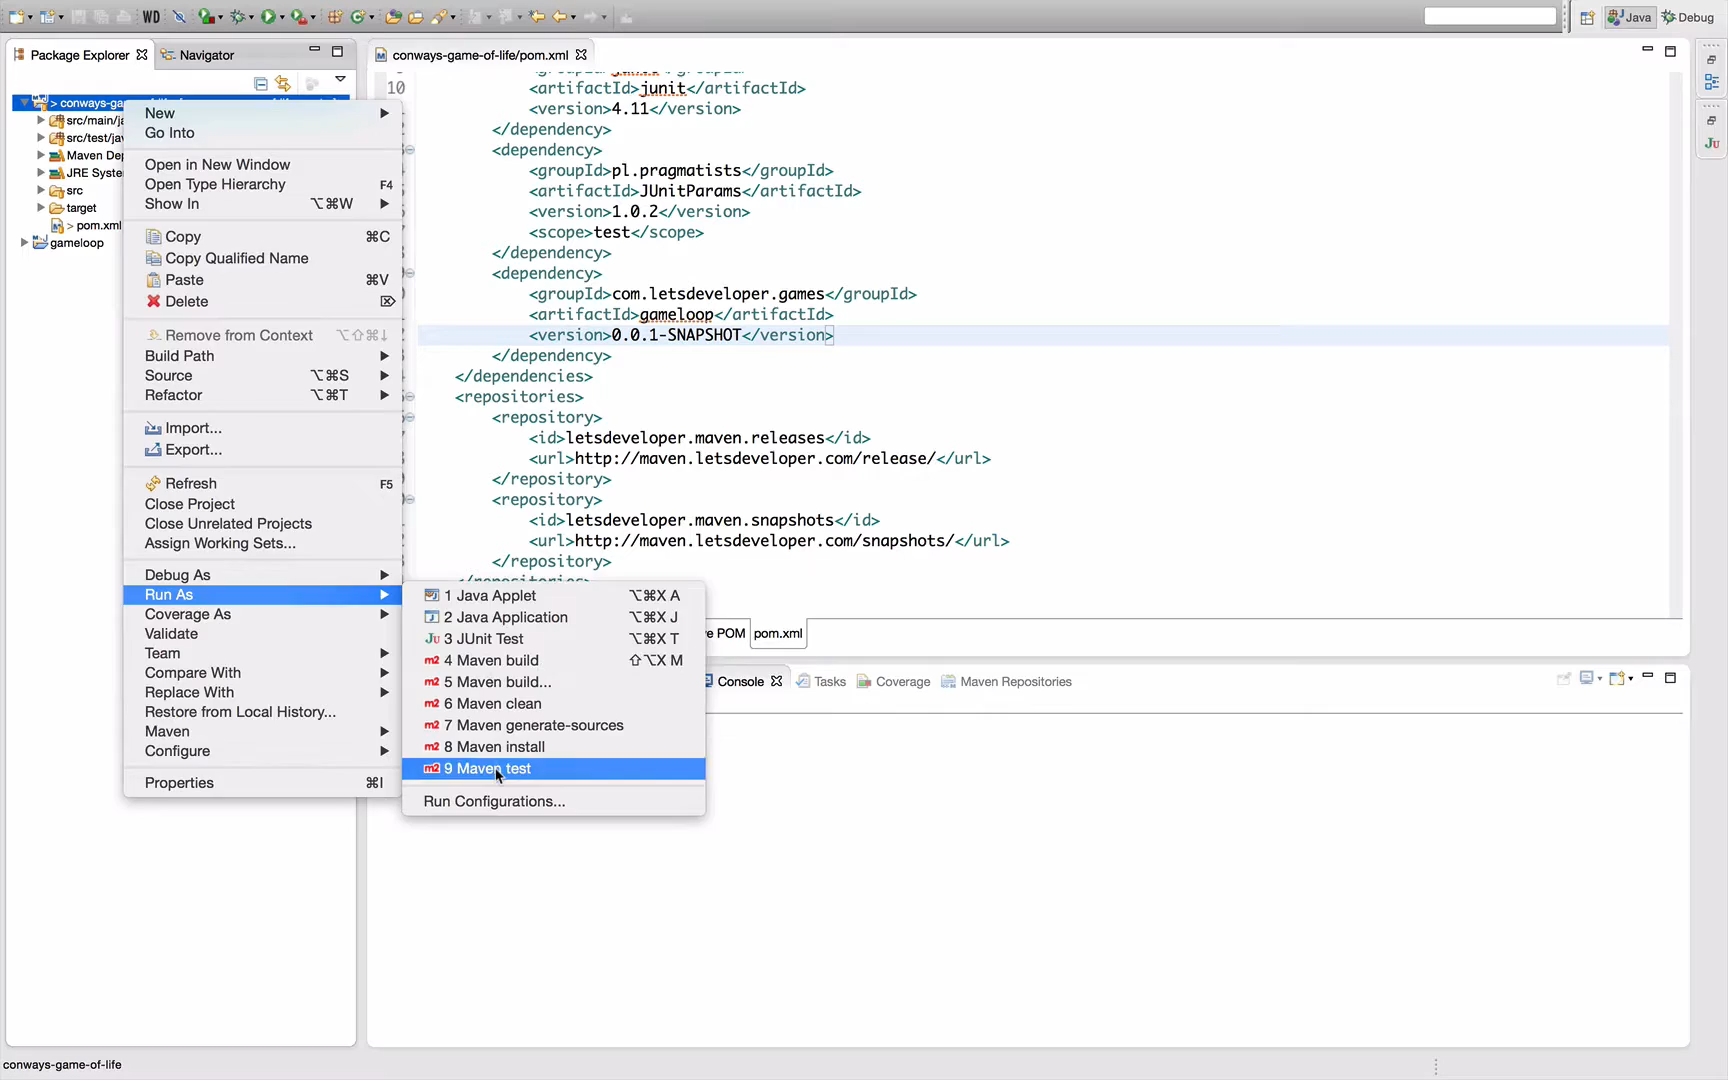 WD
Java
Debug
Package Explorer
Navigator
conways-game-of-life/pom.xml
> conways-ga
src/main/ja
src/test/jav
Maven Dep
JRE Syste
src
target
> pom.xml
gameloop
New
Go Into
Open in New Window
Open Type Hierarchy F4
Show In ⌥⌘W
Copy ⌘C
Copy Qualified Name
Paste ⌘V
Delete ⌦
Remove from Context ⌥⇧⌘↓
Build Path
Source ⌥⌘S
Refactor ⌥⌘T
Import...
Export...
Refresh F5
Close Project
Close Unrelated Projects
Assign Working Sets...
Debug As
Run As
Coverage As
Validate
Team
Compare With
Replace With
Restore from Local History...
Maven
Configure
Properties ⌘I
1 Java Applet ⌥⌘X A
2 Java Application ⌥⌘X J
Ju 3 JUnit Test ⌥⌘X T
m2 4 Maven build ⇧⌥X M
m2 5 Maven build...
m2 6 Maven clean
m2 7 Maven generate-sources
m2 8 Maven install
m2 9 Maven test
Run Configurations...
10 <artifactId>junit</artifactId>
<version>4.11</version>
</dependency>
<dependency>
<groupId>pl.pragmatists</groupId>
<artifactId>JUnitParams</artifactId>
<version>1.0.2</version>
<scope>test</scope>
</dependency>
<dependency>
<groupId>com.letsdeveloper.games</groupId>
<artifactId>gameloop</artifactId>
<version>0.0.1-SNAPSHOT</version>
</dependency>
</dependencies>
<repositories>
<repository>
<id>letsdeveloper.maven.releases</id>
<url>http://maven.letsdeveloper.com/release/</url>
</repository>
<repository>
<id>letsdeveloper.maven.snapshots</id>
<url>http://maven.letsdeveloper.com/snapshots/</url>
</repository>
POM
pom.xml
Console
Tasks
Coverage
Maven Repositories
Ju
conways-game-of-life